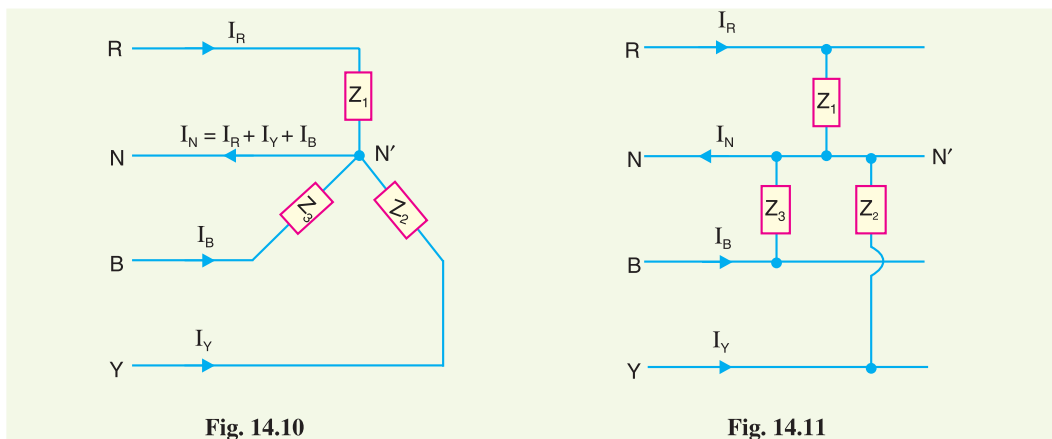 I_R
R
Z_1
I_N = I_R + I_Y + I_B
N
N′
Z_3
Z_2
I_B
B
I_Y
Y
Fig. 14.10
I_R
R
Z_1
I_N
N
N′
Z_3
Z_2
I_B
B
I_Y
Y
Fig. 14.11